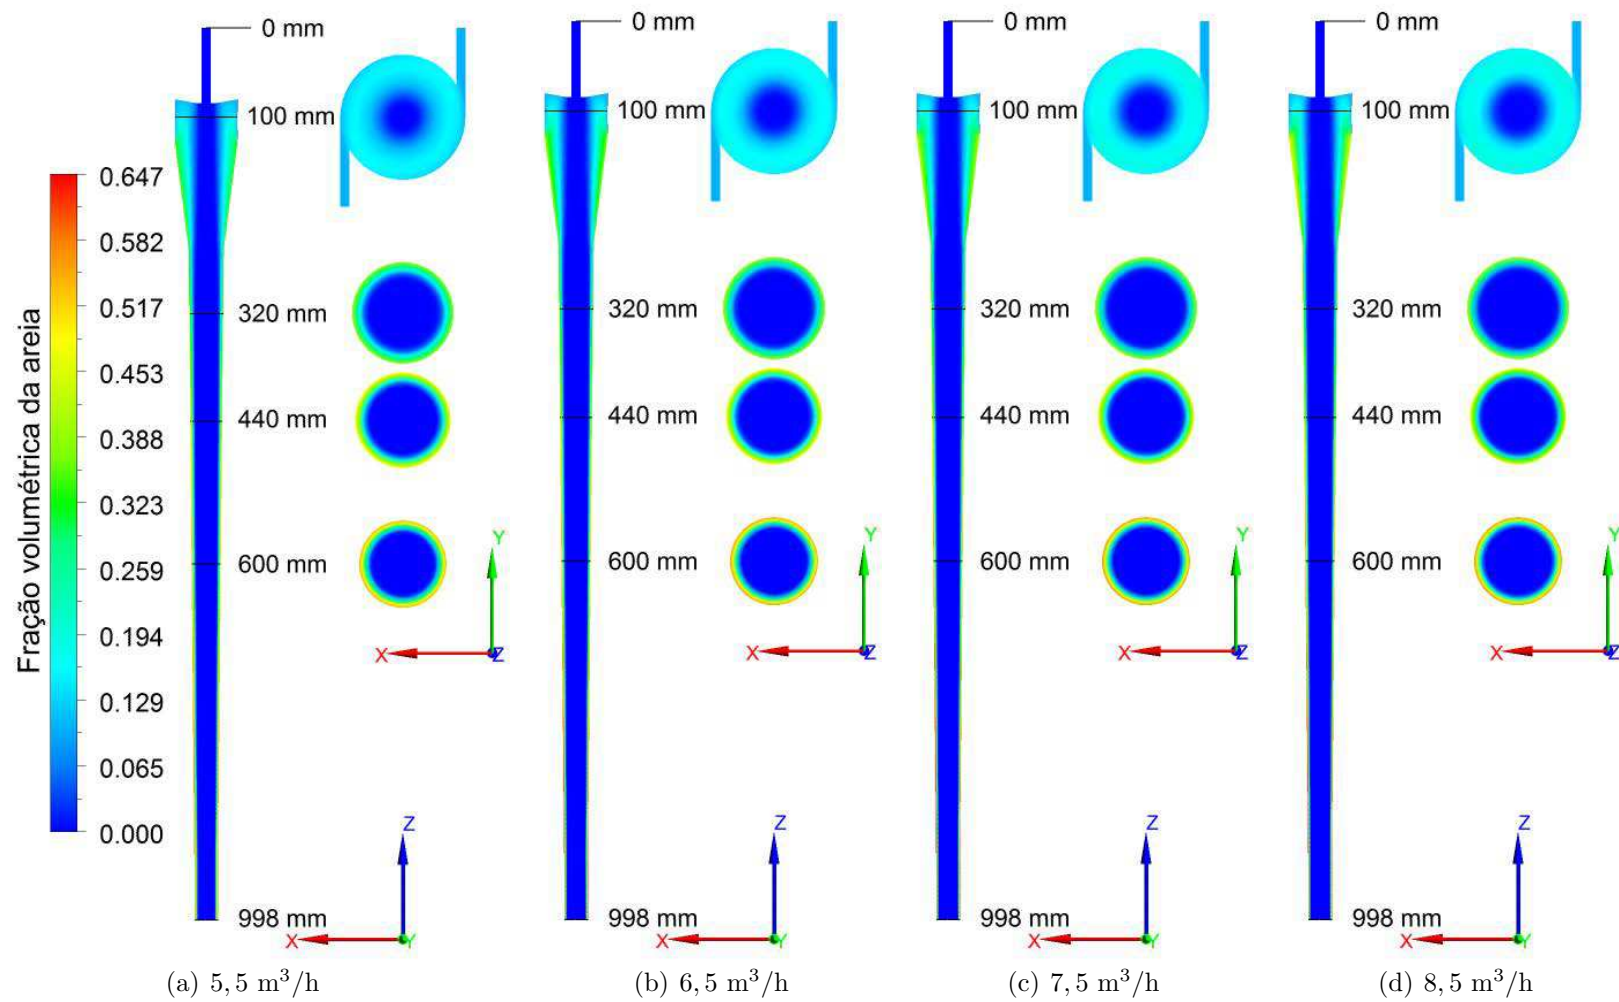 Fração volumétrica da areia
0.647
0.582
0.517
0.453
0.388
0.323
0.259
0.194
0.129
0.065
0.000
0 mm
100 mm
320 mm
440 mm
600 mm
998 mm
Y
X
Z
Z
X
Y
(a) 5,5 m³/h
0 mm
100 mm
320 mm
440 mm
600 mm
998 mm
Y
X
Z
Z
X
Y
(b) 6,5 m³/h
0 mm
100 mm
320 mm
440 mm
600 mm
998 mm
Y
X
Z
Z
X
Y
(c) 7,5 m³/h
0 mm
100 mm
320 mm
440 mm
600 mm
998 mm
Y
X
Z
Z
X
Y
(d) 8,5 m³/h